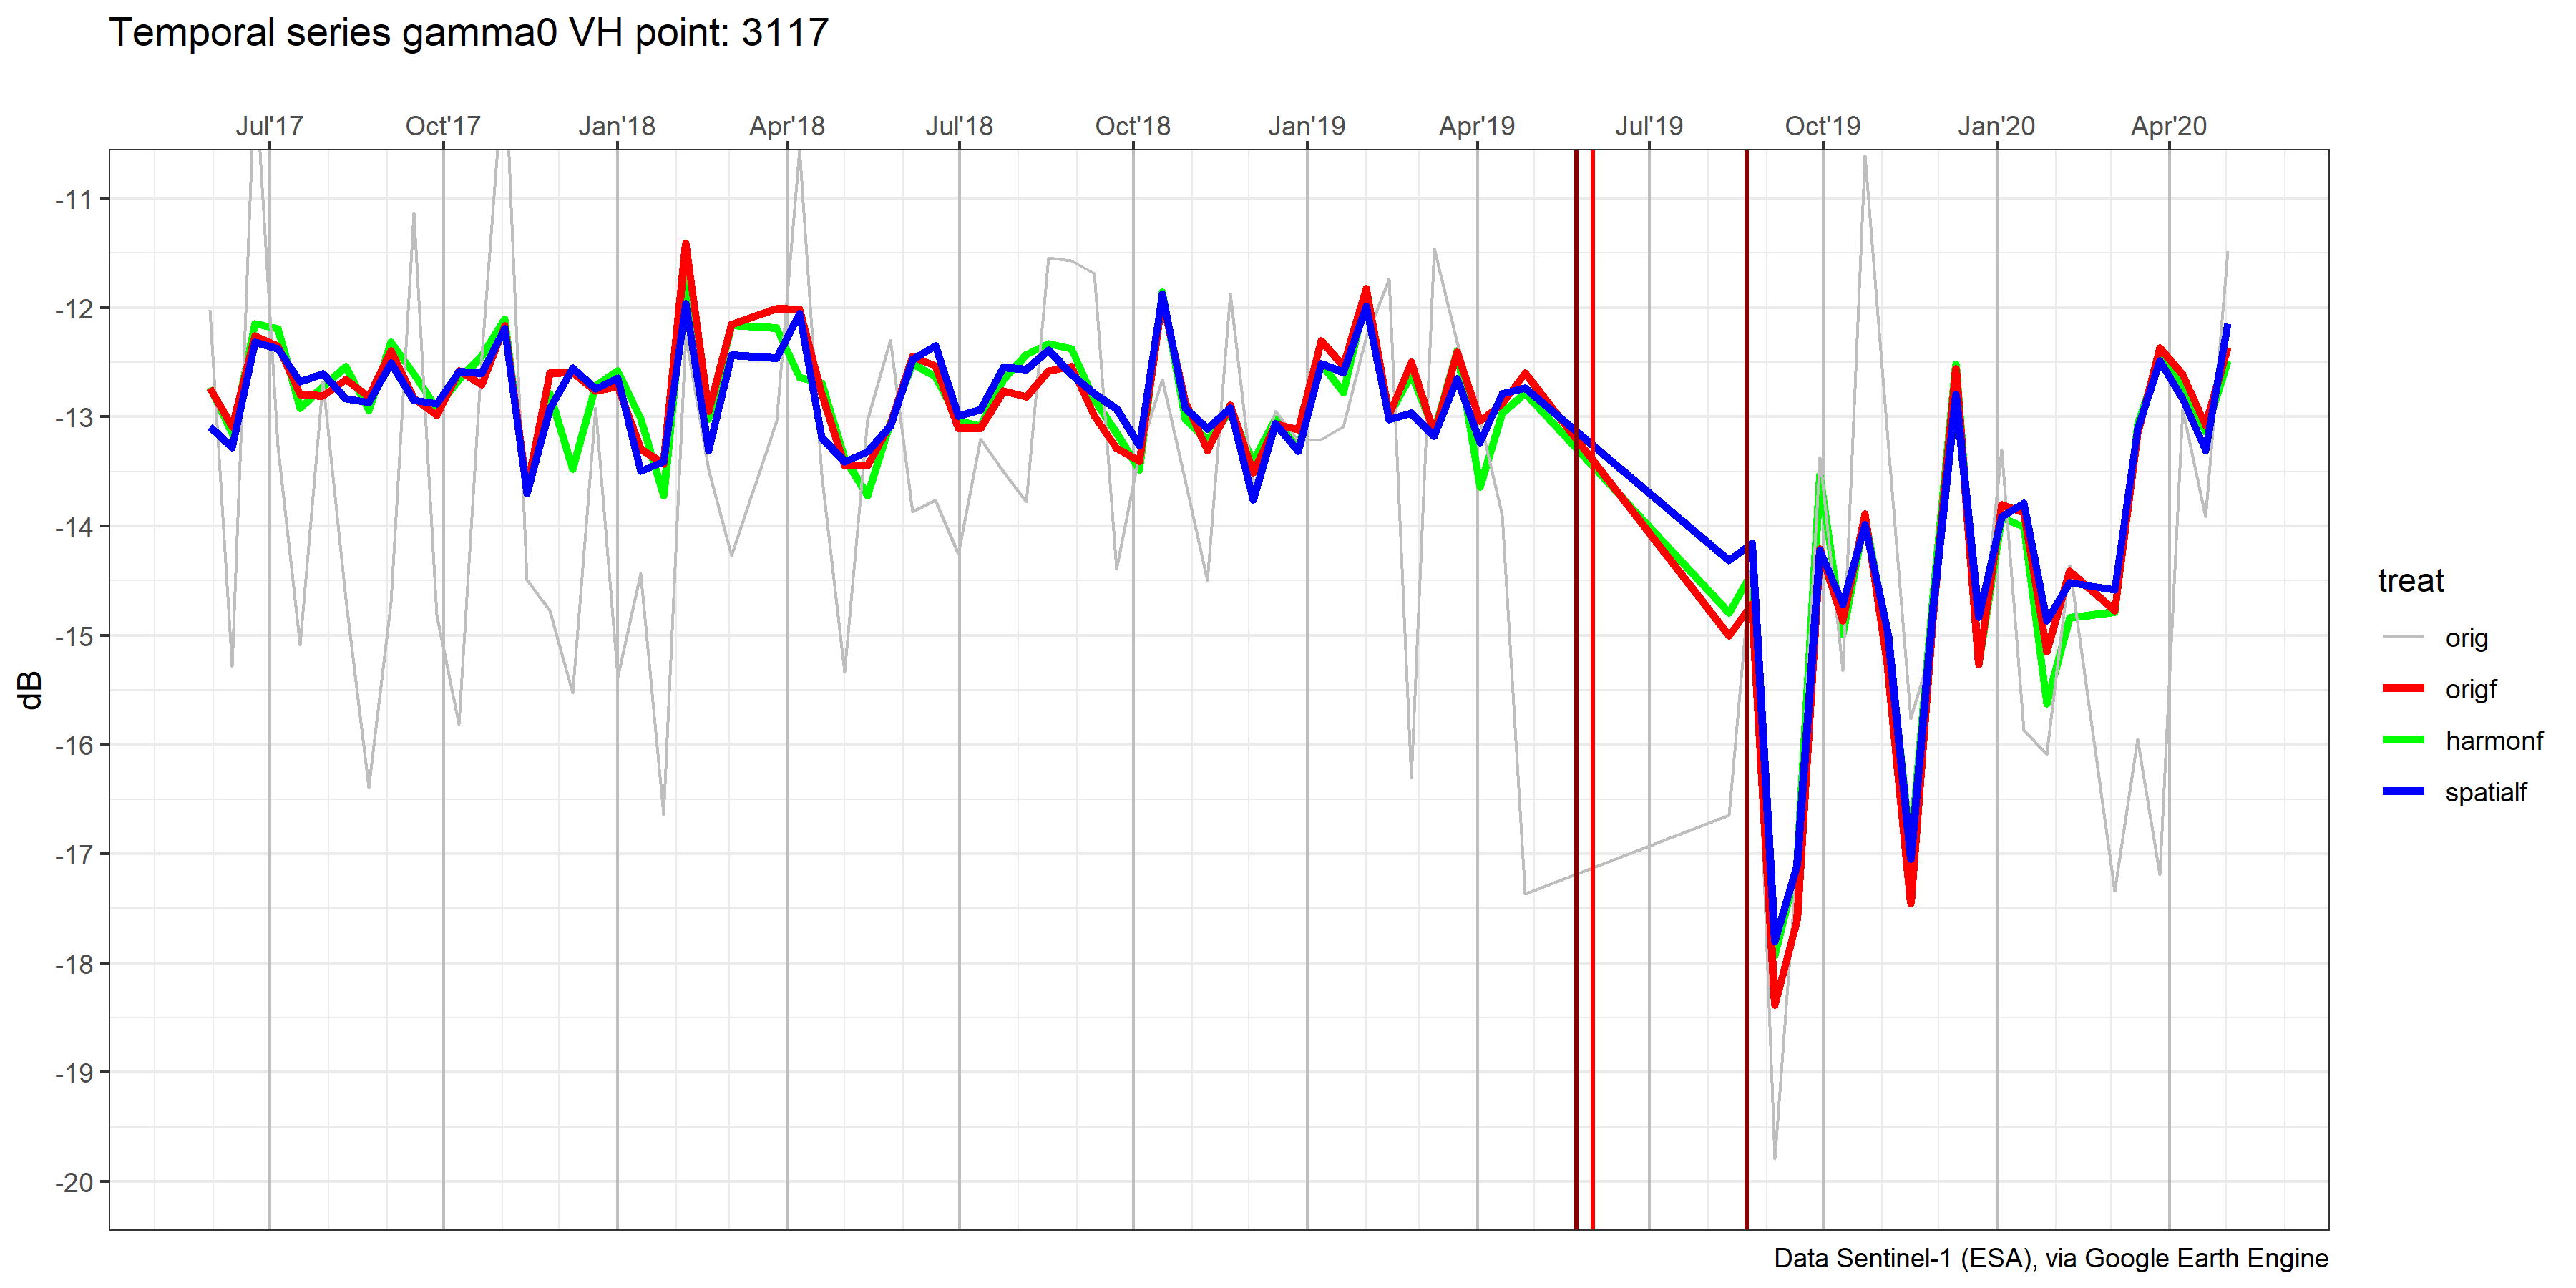 Temporal series gamma0 VH point: 3117
Jul'17 Oct'17 Jan'18 Apr'18 Jul'18 Oct'18 Jan'19 Apr'19 Jul'19 Oct'19 Jan'20 Apr'20
-11
-12
-13
-14
-15
-16
-17
-18
-19
-20
dB
treat
orig
origf
harmonf
spatialf
Data Sentinel-1 (ESA), via Google Earth Engine